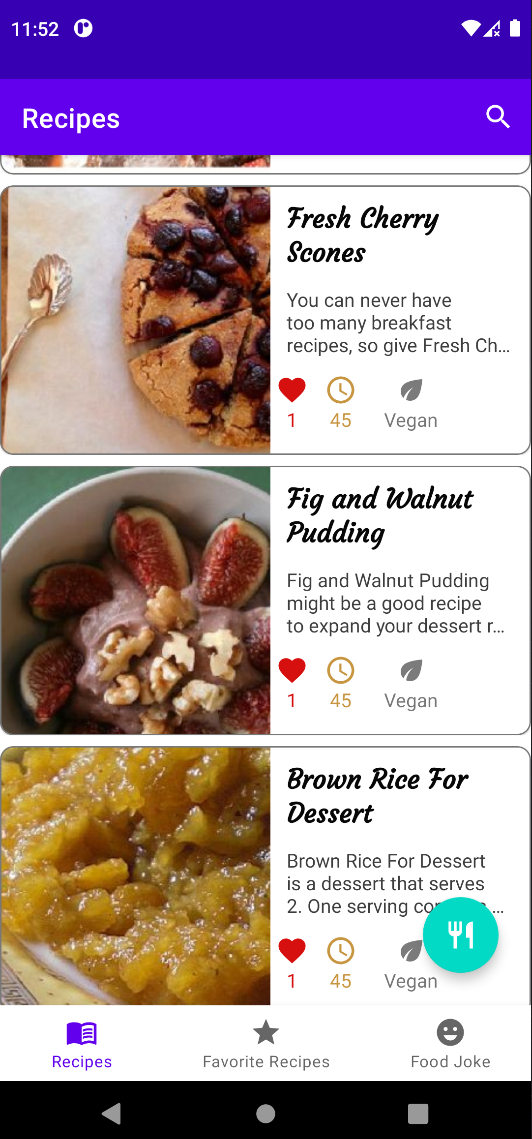 11:52
Recipes
Fresh Cherry
Scones
You can never have
too many breakfast
recipes, so give Fresh Ch...
1 45 Vegan
Fig and Walnut
Pudding
Fig and Walnut Pudding
might be a good recipe
to expand your dessert r...
1 45 Vegan
Brown Rice For
Dessert
Brown Rice For Dessert
is a dessert that serves
2. One serving
1 45 Vegan
Recipes Favorite Recipes Food Joke